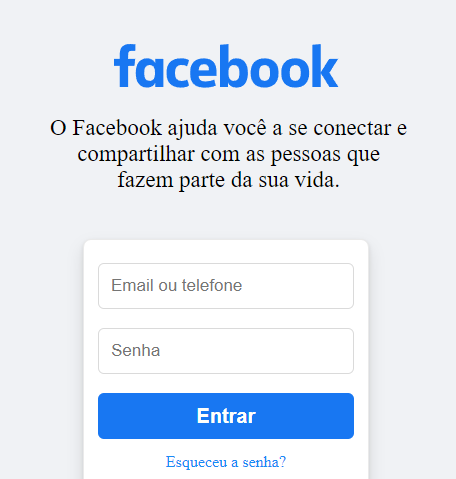 facebook
O Facebook ajuda você a se conectar e
compartilhar com as pessoas que
fazem parte da sua vida.
Email ou telefone
Senha
Entrar
Esqueceu a senha?